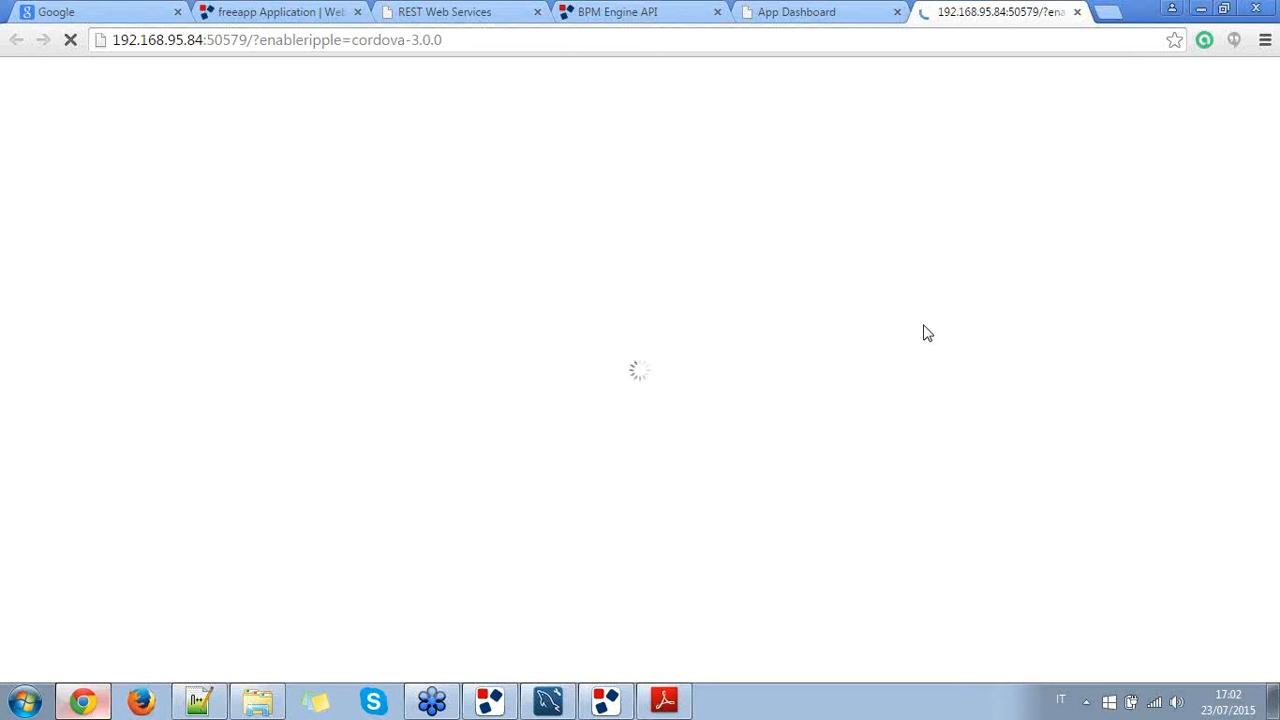 Google
freeapp Application | Web
REST Web Services
BPM Engine API
App Dashboard
192.168.95.84:50579/?ena
192.168.95.84:50579/?enableripple=cordova-3.0.0
IT
17:02
23/07/2015